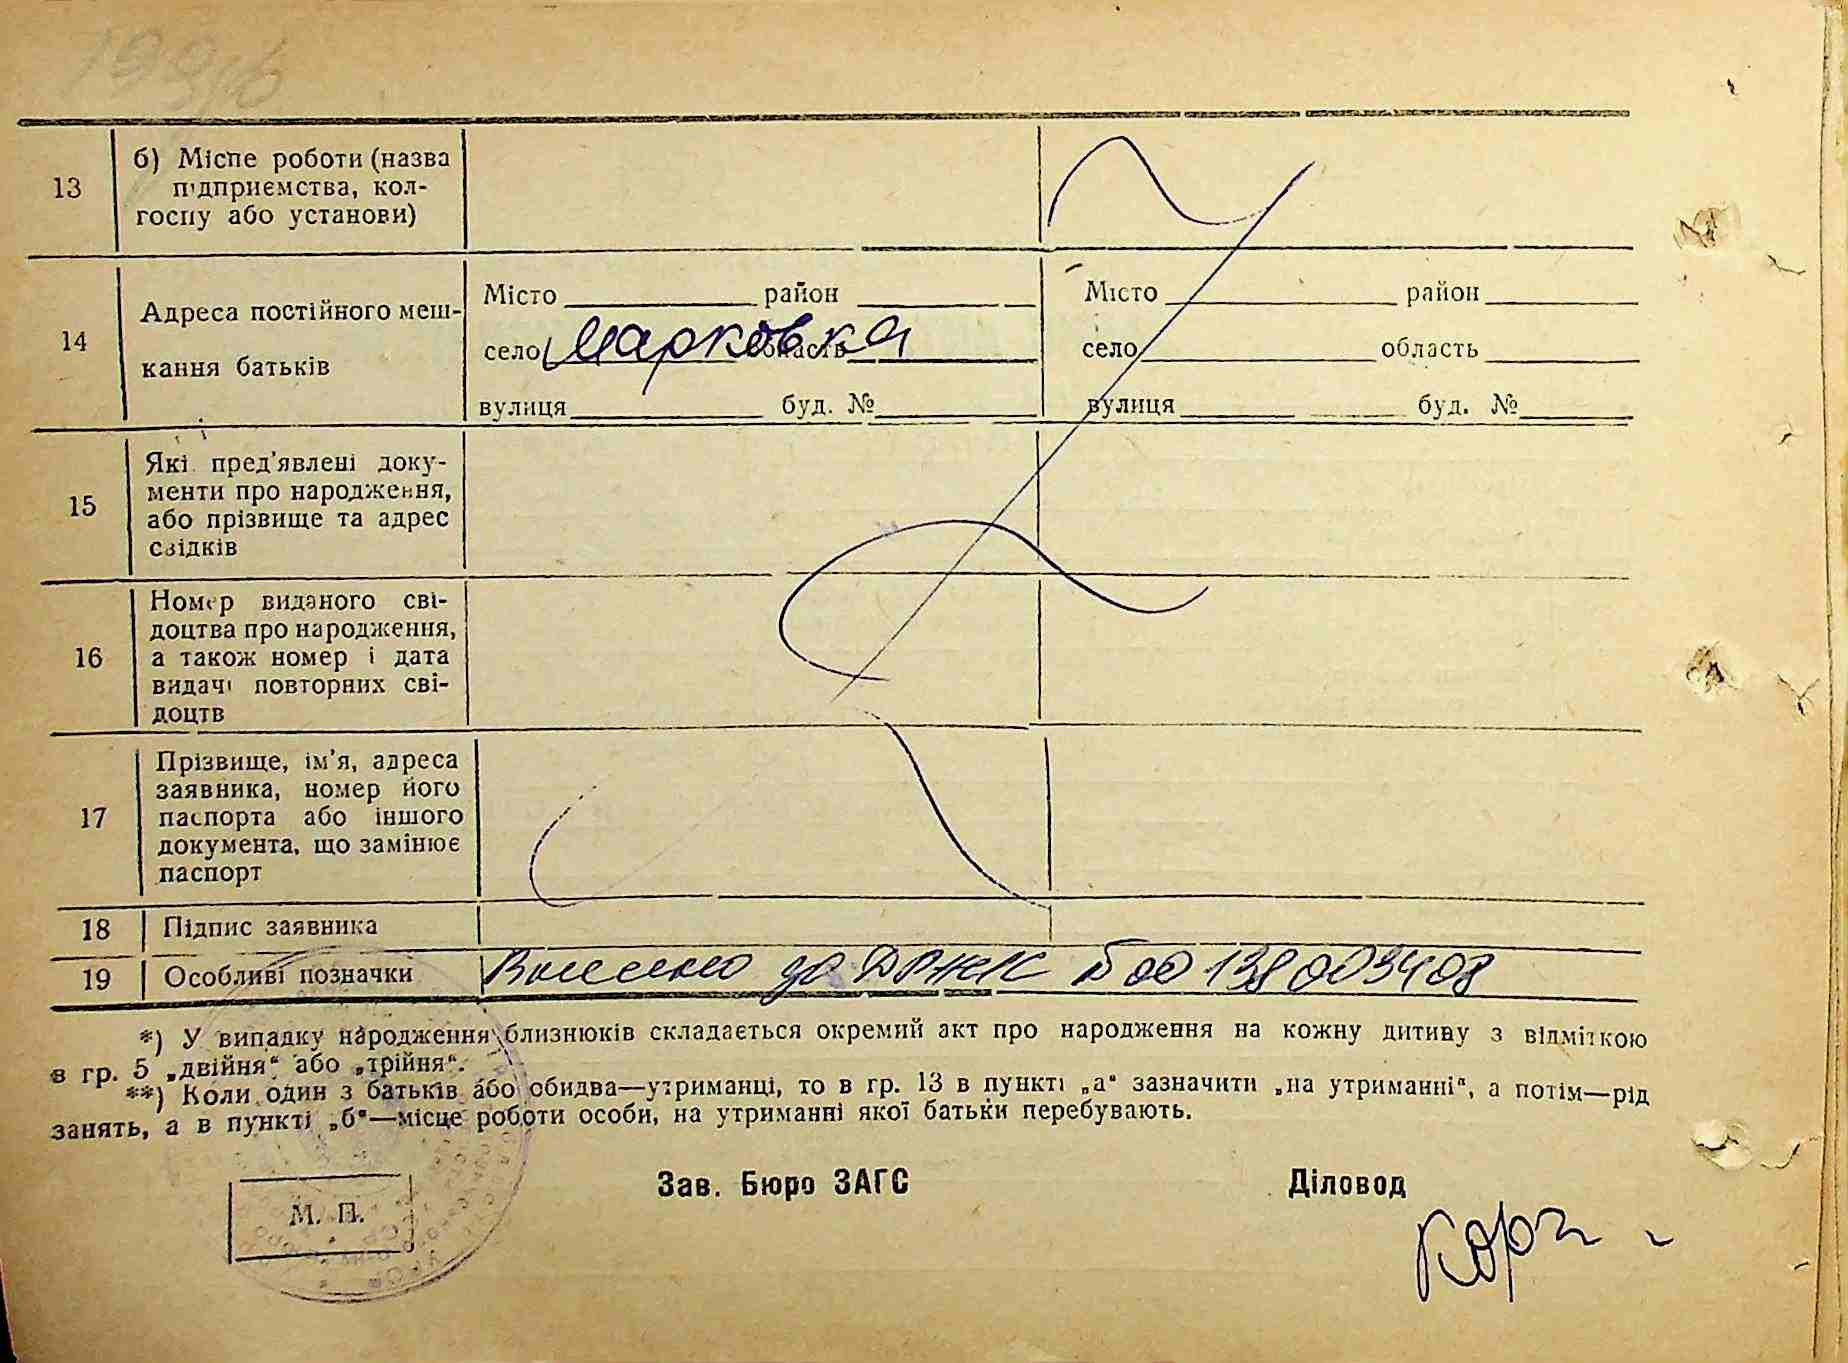 199/б
13
б) Місце роботи (назва
підприємства, кол-
госпу або установи)
14
Адреса постійного меш-
кання батьків
Місто район
село Марковка область
вулиця буд. №
Місто район
село область
вулиця буд. №
15
Які пред'явлені доку-
менти про народження,
або прізвище та адрес
свідків
16
Номер виданого сві-
доцтва про народження,
а також номер і дата
видачі повторних сві-
доцтв
17
Прізвище, ім'я, адреса
заявника, номер його
паспорта або іншого
документа, що замінює
паспорт
18 Підпис заявника
19 Особливі позначки
Внесено до ДРЖК 00138003408
*) У випадку народження близнюків складається окремий акт про народження на кожну дитину з відміткою
в гр. 5 „двійня“ або „трійня“.
**) Коли один з батьків або обидва—утриманці, то в гр. 13 в пункті „а“ зазначити „на утриманні“, а потім—рід
занять, а в пункті „б“—місце роботи особи, на утриманні якої батьки перебувають.
Зав. Бюро ЗАГС Діловод
М. П.